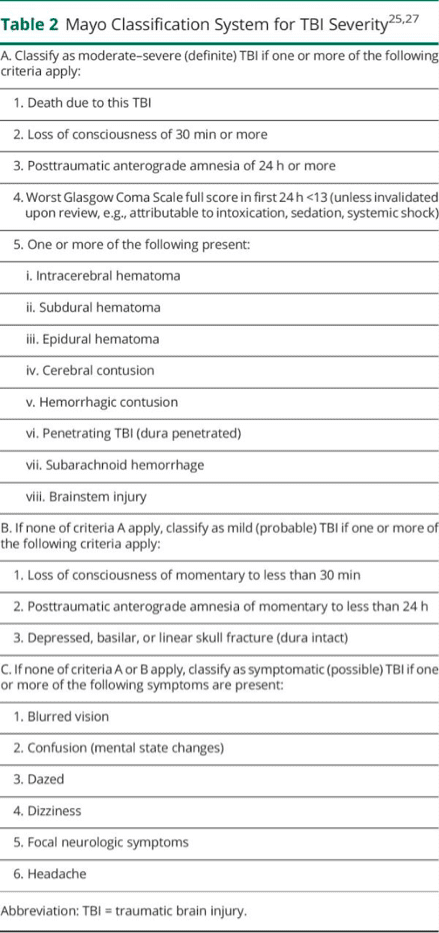 Table 2 Mayo Classification System for TBI Severity25,27
A. Classify as moderate–severe (definite) TBI if one or more of the following
criteria apply:
1. Death due to this TBI
2. Loss of consciousness of 30 min or more
3. Posttraumatic anterograde amnesia of 24 h or more
4. Worst Glasgow Coma Scale full score in first 24 h <13 (unless invalidated
upon review, e.g., attributable to intoxication, sedation, systemic shock)
5. One or more of the following present:
i. Intracerebral hematoma
ii. Subdural hematoma
iii. Epidural hematoma
iv. Cerebral contusion
v. Hemorrhagic contusion
vi. Penetrating TBI (dura penetrated)
vii. Subarachnoid hemorrhage
viii. Brainstem injury
B. If none of criteria A apply, classify as mild (probable) TBI if one or more of
the following criteria apply:
1. Loss of consciousness of momentary to less than 30 min
2. Posttraumatic anterograde amnesia of momentary to less than 24 h
3. Depressed, basilar, or linear skull fracture (dura intact)
C. If none of criteria A or B apply, classify as symptomatic (possible) TBI if one
or more of the following symptoms are present:
1. Blurred vision
2. Confusion (mental state changes)
3. Dazed
4. Dizziness
5. Focal neurologic symptoms
6. Headache
Abbreviation: TBI = traumatic brain injury.